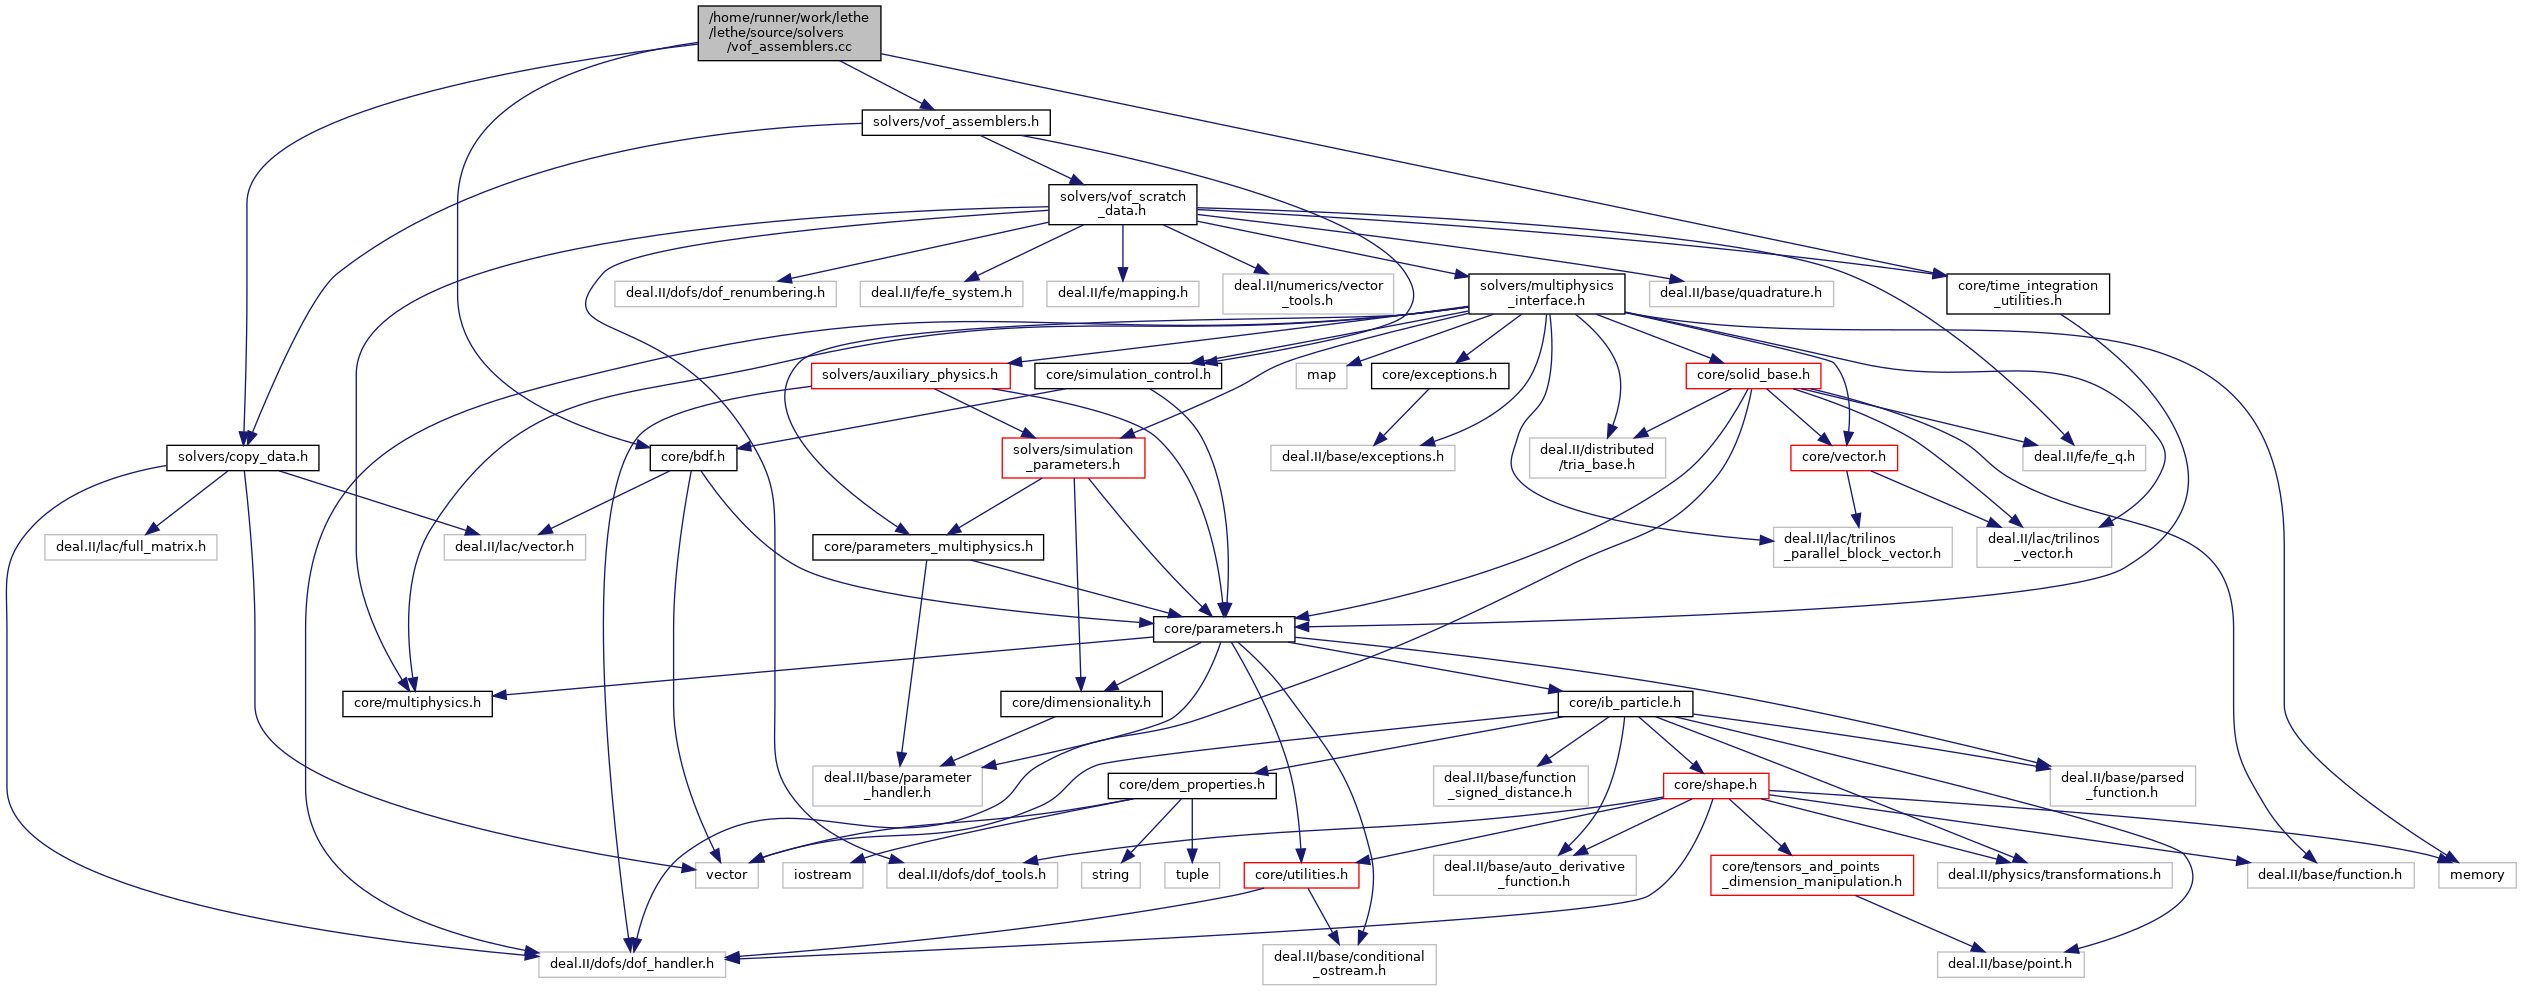 /home/runner/work/lethe
/lethe/source/solvers
/vof_assemblers.cc
solvers/vof_assemblers.h
solvers/vof_scratch
_data.h
deal.II/dofs/dof_renumbering.h
deal.II/fe/fe_system.h
deal.II/fe/mapping.h
deal.II/numerics/vector
_tools.h
solvers/multiphysics
_interface.h
deal.II/base/quadrature.h
core/time_integration
_utilities.h
solvers/auxiliary_physics.h
core/simulation_control.h
map
core/exceptions.h
core/solid_base.h
solvers/copy_data.h
core/bdf.h
solvers/simulation
_parameters.h
deal.II/base/exceptions.h
deal.II/distributed
/tria_base.h
core/vector.h
deal.II/fe/fe_q.h
deal.II/lac/full_matrix.h
deal.II/lac/vector.h
core/parameters_multiphysics.h
deal.II/lac/trilinos
_parallel_block_vector.h
deal.II/lac/trilinos
_vector.h
core/parameters.h
core/multiphysics.h
core/dimensionality.h
core/ib_particle.h
deal.II/base/parameter
_handler.h
core/dem_properties.h
deal.II/base/function
_signed_distance.h
core/shape.h
deal.II/base/parsed
_function.h
vector
iostream
deal.II/dofs/dof_tools.h
string
tuple
core/utilities.h
deal.II/base/auto_derivative
_function.h
core/tensors_and_points
_dimension_manipulation.h
deal.II/physics/transformations.h
deal.II/base/function.h
memory
deal.II/dofs/dof_handler.h
deal.II/base/conditional
_ostream.h
deal.II/base/point.h